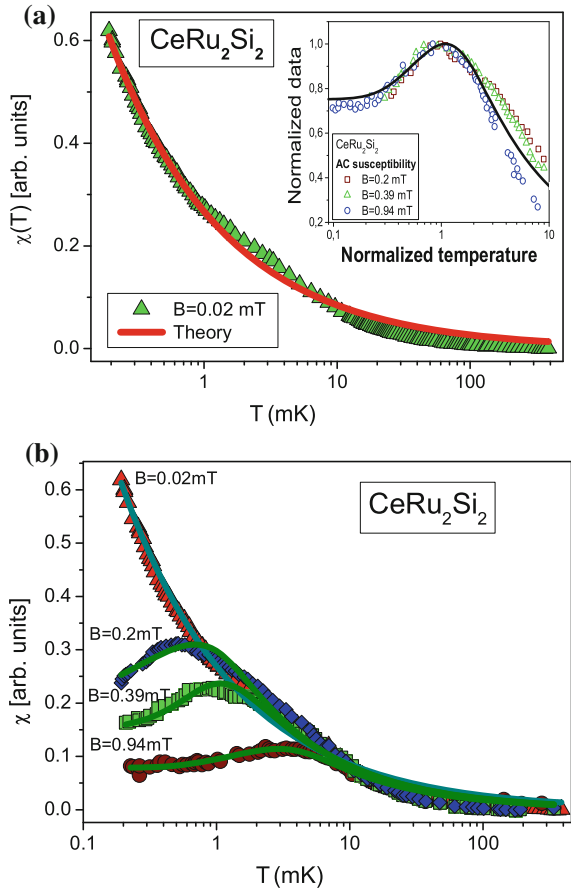 (a)
CeRu₂Si₂
χ(T) [arb. units]
0.6
0.4
0.2
0.0
B=0.02 mT
Theory
1
10
100
T (mK)
Normalized data
1,0
0,8
0,6
0,4
0,2
CeRu₂Si₂
AC susceptibility
B=0.2 mT
B=0.39 mT
B=0.94 mT
0,1
1
10
Normalized temperature
(b)
CeRu₂Si₂
χ [arb. units]
0.6
0.5
0.4
0.3
0.2
0.1
0.0
B=0.02mT
B=0.2mT
B=0.39mT
B=0.94mT
0.1
1
10
100
T (mK)